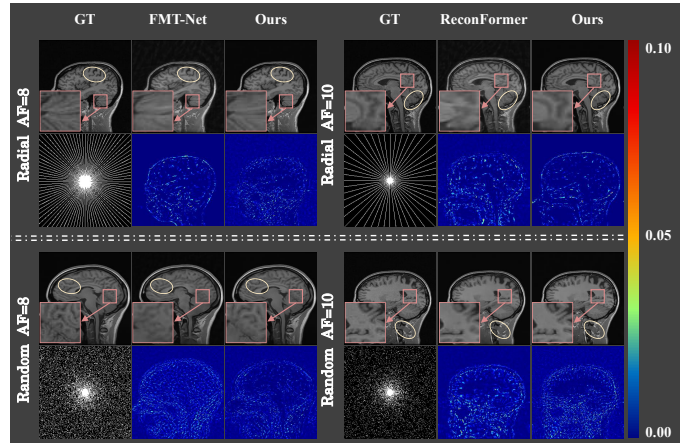 GT FMT-Net Ours GT ReconFormer Ours
Radial AF=8
Radial AF=10
0.10
0.05
Random AF=8
Random AF=10
0.00